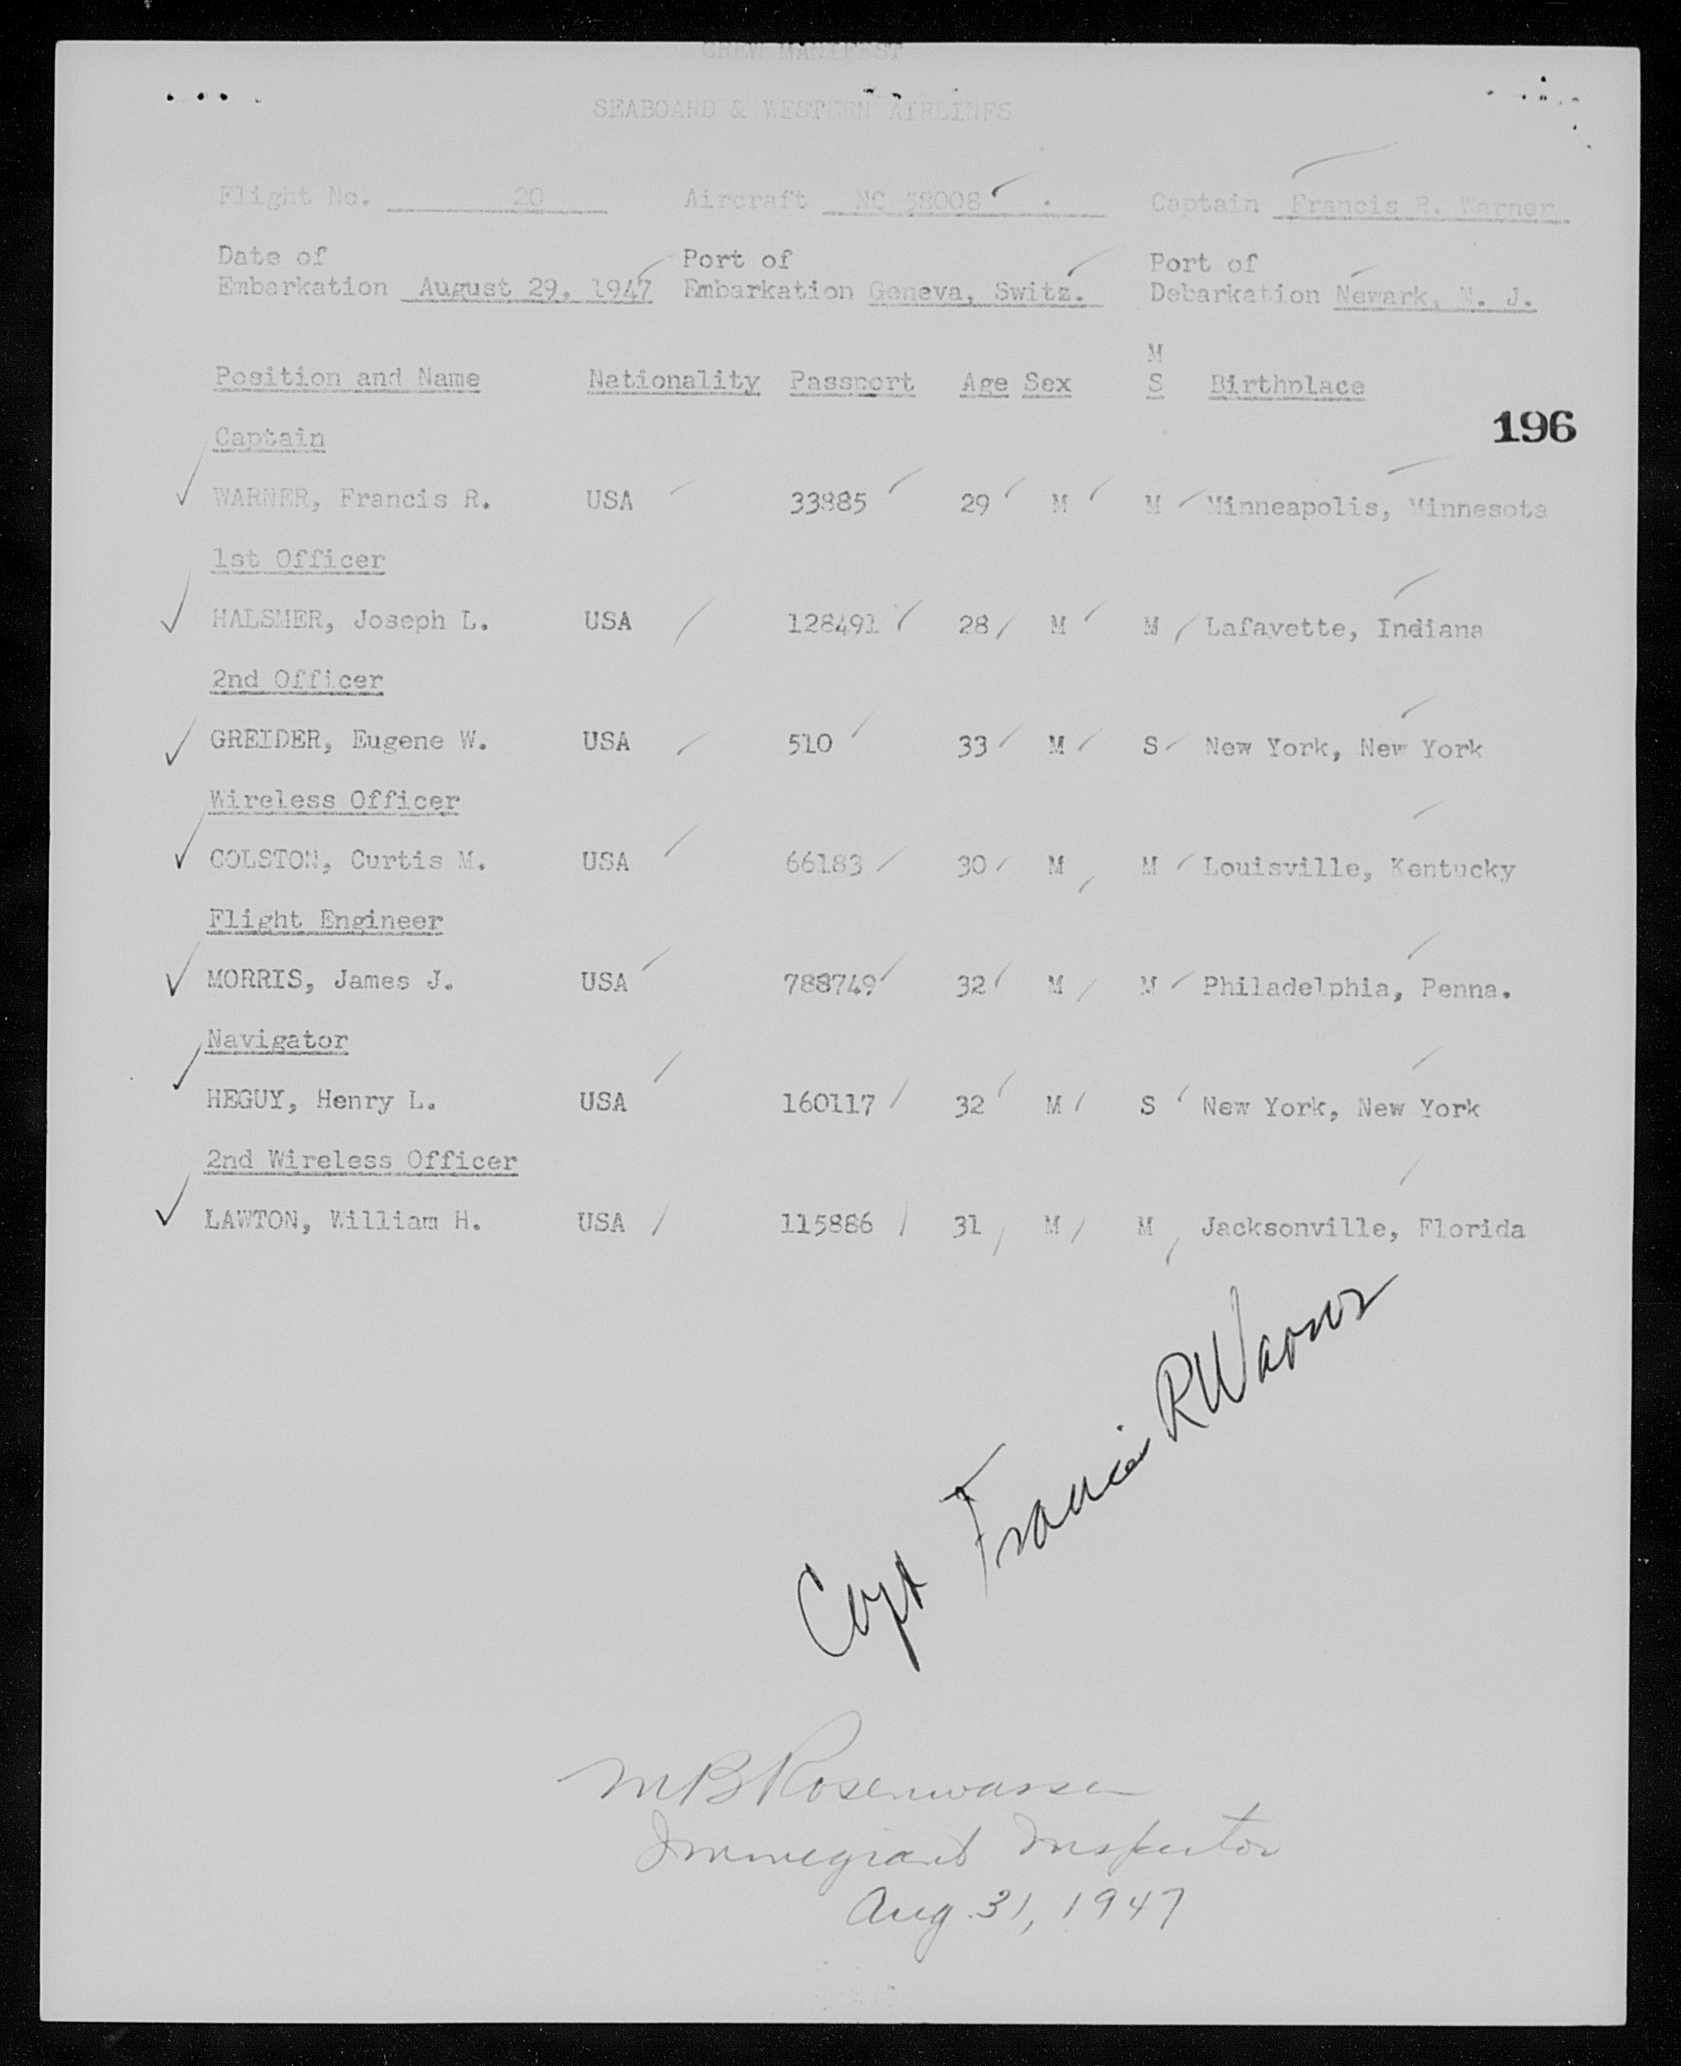 CREW MANIFEST
SEABOARD & WESTERN AIRLINES
Flight No. 20 Aircraft NC 58008 Captain Francis R. Warner
Date of Port of Port of
Embarkation August 29, 1947 Embarkation Geneva, Switz. Debarkation Newark, N. J.
M
Position and Name Nationality Passport Age Sex S Birthplace
196
Captain
WARNER, Francis R. USA 33885 29 M M Minneapolis, Minnesota
1st Officer
HALSMER, Joseph L. USA 128491 28 M M Lafayette, Indiana
2nd Officer
GREIDER, Eugene W. USA 510 33 M S New York, New York
Wireless Officer
COLSTON, Curtis M. USA 66183 30 M M Louisville, Kentucky
Flight Engineer
MORRIS, James J. USA 788749 32 M M Philadelphia, Penna.
Navigator
HEGUY, Henry L. USA 160117 32 M S New York, New York
2nd Wireless Officer
LAWTON, William H. USA 115886 31 M M Jacksonville, Florida
Capt Francis R Warner
M B Rosenwasser
Immigrant Inspector
Aug. 31, 1947